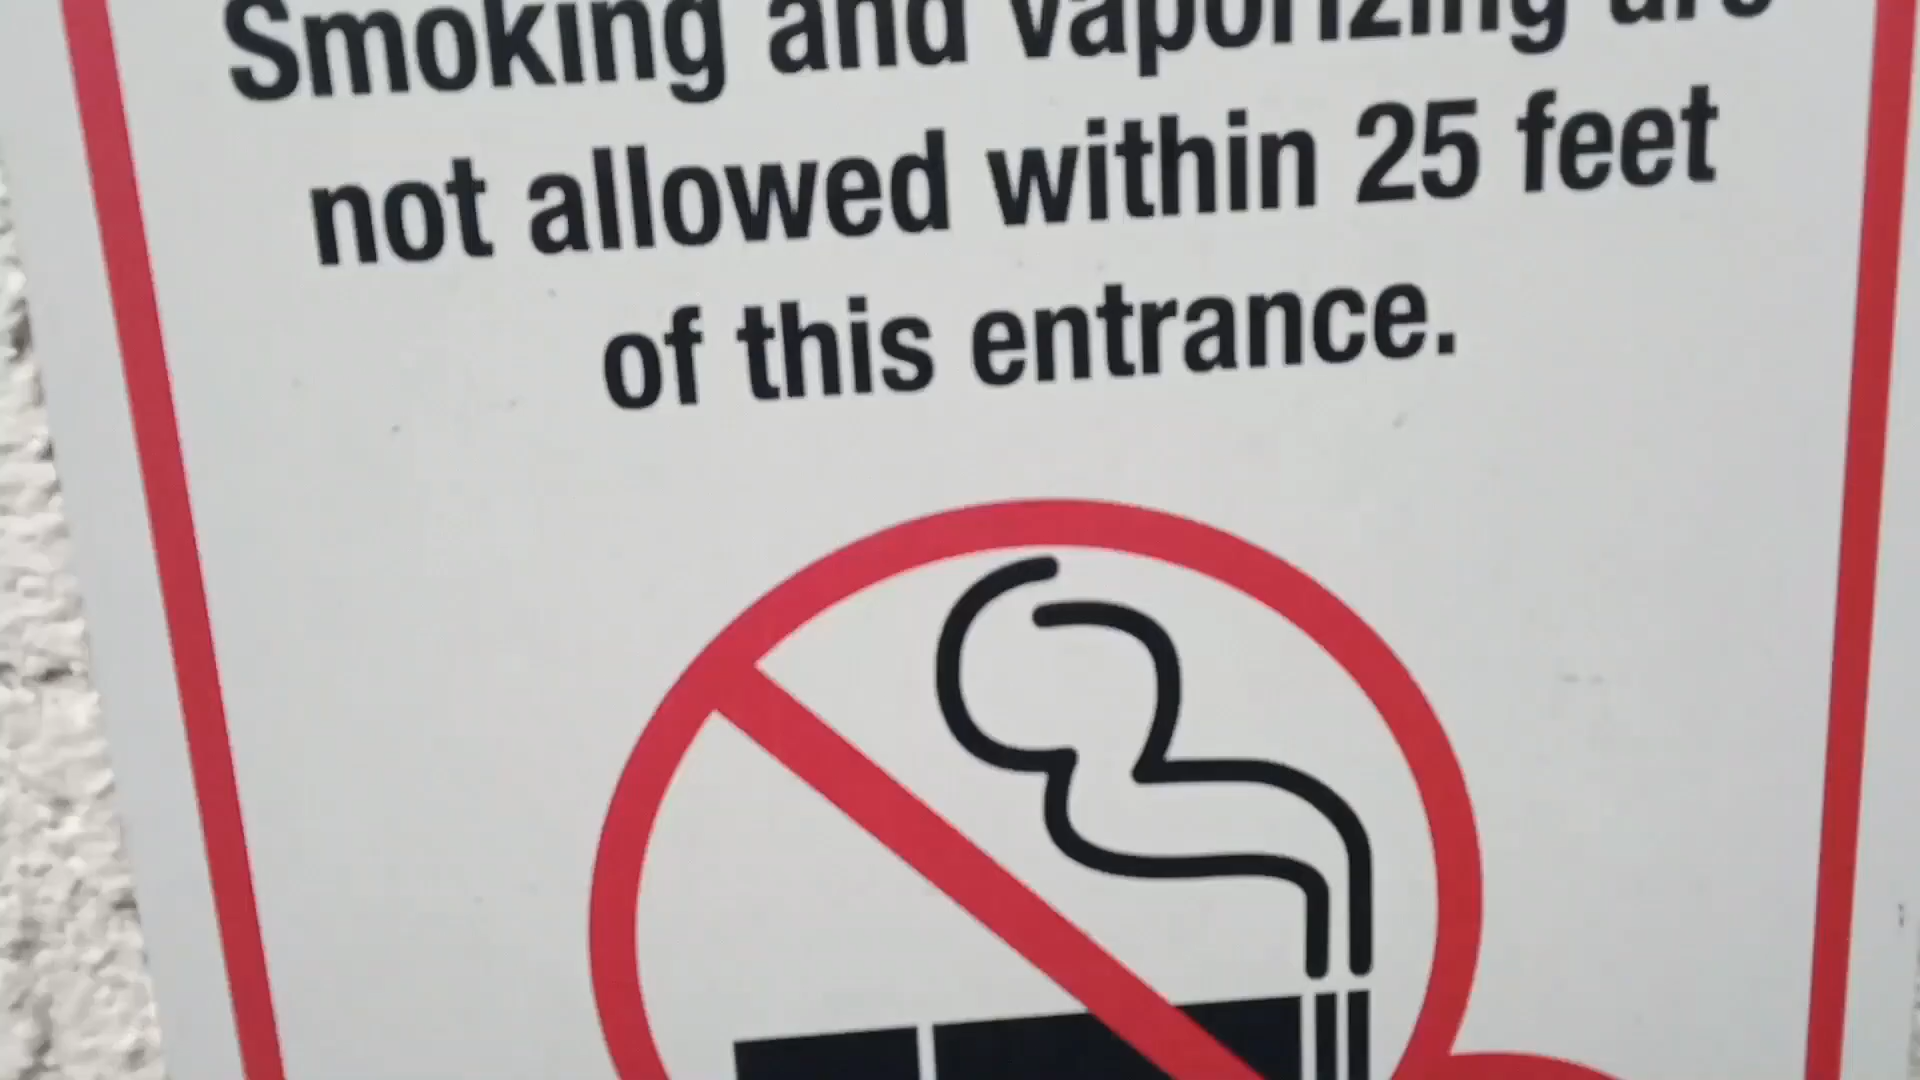 Smoking and vaporizing are
not allowed within 25 feet
of this entrance.